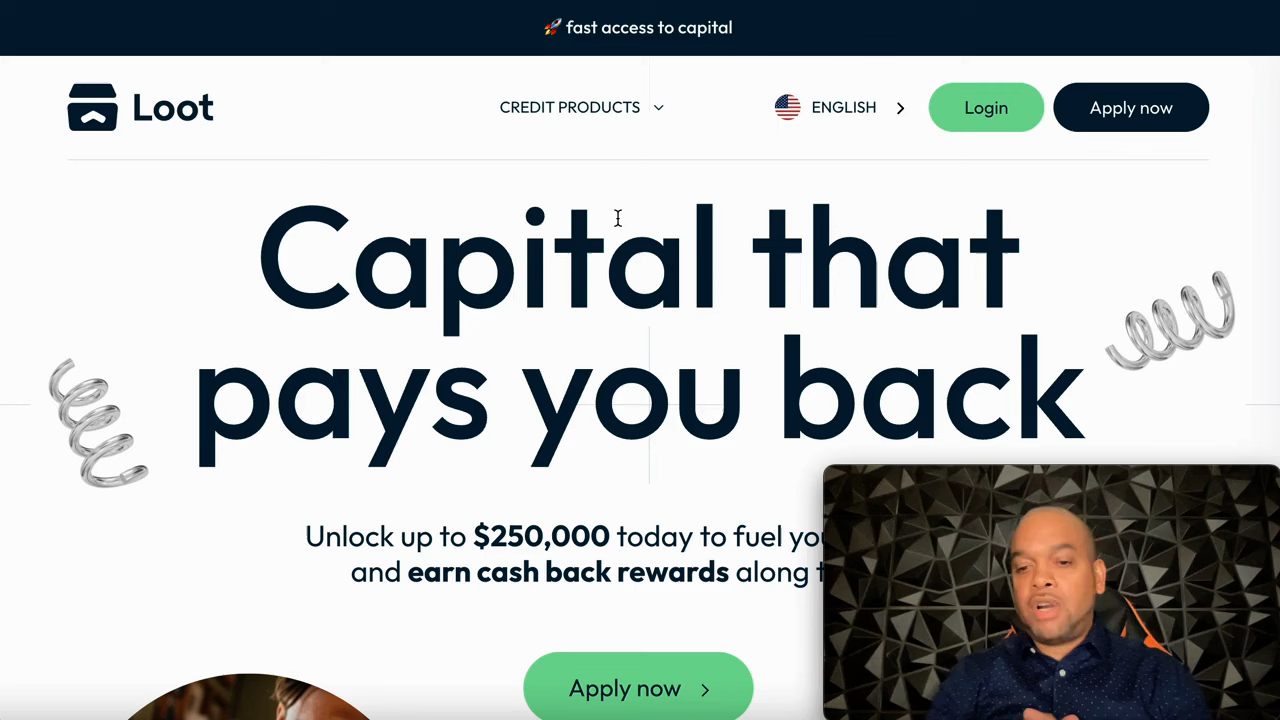 🚀 fast access to capital
Loot
CREDIT PRODUCTS
ENGLISH
Login
Apply now
Capital that
pays you back
Unlock up to $250,000 today to fuel
and earn cash back rewards along
Apply now